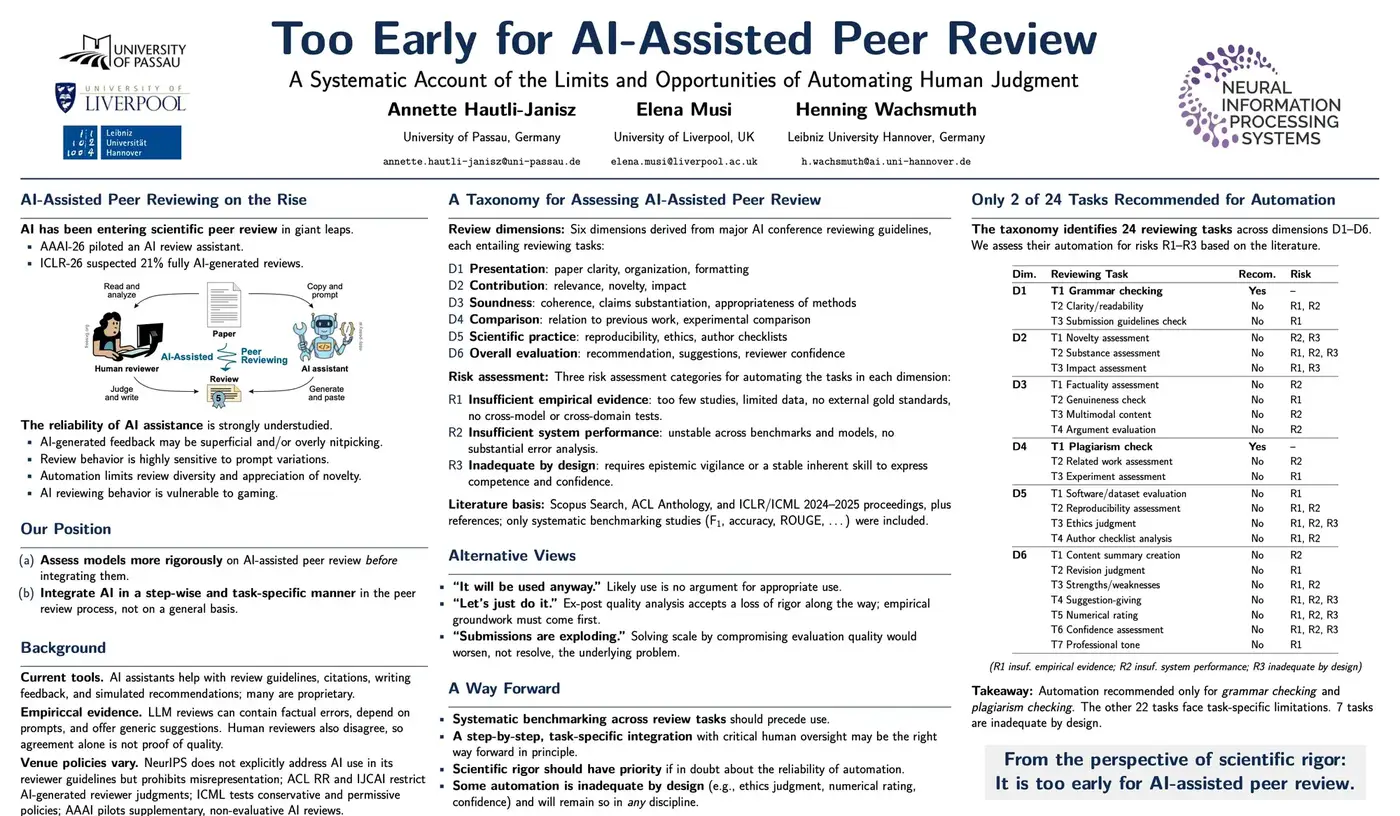 UNIVERSITY
OF PASSAU
UNIVERSITY OF
LIVERPOOL
Leibniz
Universität
Hannover
Too Early for AI-Assisted Peer Review
A Systematic Account of the Limits and Opportunities of Automating Human Judgment
Annette Hautli-Janisz
University of Passau, Germany
annette.hautli-janisz@uni-passau.de
Elena Musi
University of Liverpool, UK
elena.musi@liverpool.ac.uk
Henning Wachsmuth
Leibniz University Hannover, Germany
h.wachsmuth@ai.uni-hannover.de
NEURAL
INFORMATION
PROCESSING
SYSTEMS
AI-Assisted Peer Reviewing on the Rise
AI has been entering scientific peer review in giant leaps.
▪ AAAI-26 piloted an AI review assistant.
▪ ICLR-26 suspected 21% fully AI-generated reviews.
Read and
analyze
Copy and
prompt
Paper
AI-Assisted
Peer
Reviewing
Human reviewer
AI assistant
Review
Judge
and write
5
Generate
and paste
The reliability of AI assistance is strongly understudied.
▪ AI-generated feedback may be superficial and/or overly nitpicking.
▪ Review behavior is highly sensitive to prompt variations.
▪ Automation limits review diversity and appreciation of novelty.
▪ AI reviewing behavior is vulnerable to gaming.
Our Position
(a) Assess models more rigorously on AI-assisted peer review before
integrating them.
(b) Integrate AI in a step-wise and task-specific manner in the peer
review process, not on a general basis.
Background
Current tools. AI assistants help with review guidelines, citations, writing
feedback, and simulated recommendations; many are proprietary.
Empiriccal evidence. LLM reviews can contain factual errors, depend on
prompts, and offer generic suggestions. Human reviewers also disagree, so
agreement alone is not proof of quality.
Venue policies vary. NeurIPS does not explicitly address AI use in its
reviewer guidelines but prohibits misrepresentation; ACL RR and IJCAI restrict
AI-generated reviewer judgments; ICML tests conservative and permissive
policies; AAAI pilots supplementary, non-evaluative AI reviews.
A Taxonomy for Assessing AI-Assisted Peer Review
Review dimensions: Six dimensions derived from major AI conference reviewing guidelines,
each entailing reviewing tasks:
D1 Presentation: paper clarity, organization, formatting
D2 Contribution: relevance, novelty, impact
D3 Soundness: coherence, claims substantiation, appropriateness of methods
D4 Comparison: relation to previous work, experimental comparison
D5 Scientific practice: reproducibility, ethics, author checklists
D6 Overall evaluation: recommendation, suggestions, reviewer confidence
Risk assessment: Three risk assessment categories for automating the tasks in each dimension:
R1 Insufficient empirical evidence: too few studies, limited data, no external gold standards,
no cross-model or cross-domain tests.
R2 Insufficient system performance: unstable across benchmarks and models, no
substantial error analysis.
R3 Inadequate by design: requires epistemic vigilance or a stable inherent skill to express
competence and confidence.
Literature basis: Scopus Search, ACL Anthology, and ICLR/ICML 2024–2025 proceedings, plus
references; only systematic benchmarking studies (F1, accuracy, ROUGE, ...) were included.
Alternative Views
▪ “It will be used anyway.” Likely use is no argument for appropriate use.
▪ “Let's just do it.” Ex-post quality analysis accepts a loss of rigor along the way; empirical
groundwork must come first.
▪ “Submissions are exploding.” Solving scale by compromising evaluation quality would
worsen, not resolve, the underlying problem.
A Way Forward
▪ Systematic benchmarking across review tasks should precede use.
▪ A step-by-step, task-specific integration with critical human oversight may be the right
way forward in principle.
▪ Scientific rigor should have priority if in doubt about the reliability of automation.
▪ Some automation is inadequate by design (e.g., ethics judgment, numerical rating,
confidence) and will remain so in any discipline.
Only 2 of 24 Tasks Recommended for Automation
The taxonomy identifies 24 reviewing tasks across dimensions D1–D6.
We assess their automation for risks R1–R3 based on the literature.
Dim. Reviewing Task Recom. Risk
D1 T1 Grammar checking Yes –
T2 Clarity/readability No R1, R2
T3 Submission guidelines check No R1
D2 T1 Novelty assessment No R2, R3
T2 Substance assessment No R1, R2, R3
T3 Impact assessment No R1, R3
D3 T1 Factuality assessment No R2
T2 Genuineness check No R1
T3 Multimodal content No R2
T4 Argument evaluation No R2
D4 T1 Plagiarism check Yes –
T2 Related work assessment No R2
T3 Experiment assessment No R1
D5 T1 Software/dataset evaluation No R1
T2 Reproducibility assessment No R1, R2
T3 Ethics judgment No R1, R2, R3
T4 Author checklist analysis No R1, R2
D6 T1 Content summary creation No R2
T2 Revision judgment No R1
T3 Strengths/weaknesses No R1, R2
T4 Suggestion-giving No R1, R2, R3
T5 Numerical rating No R1, R2, R3
T6 Confidence assessment No R1, R2, R3
T7 Professional tone No R1
(R1 insuf. empirical evidence; R2 insuf. system performance; R3 inadequate by design)
Takeaway: Automation recommended only for grammar checking and
plagiarism checking. The other 22 tasks face task-specific limitations. 7 tasks
are inadequate by design.
From the perspective of scientific rigor:
It is too early for AI-assisted peer review.